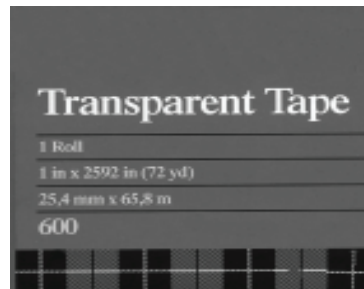 Transparent Tape
1 Roll
1 in x 2592 in (72 yd)
25,4 mm x 65,8 m
600